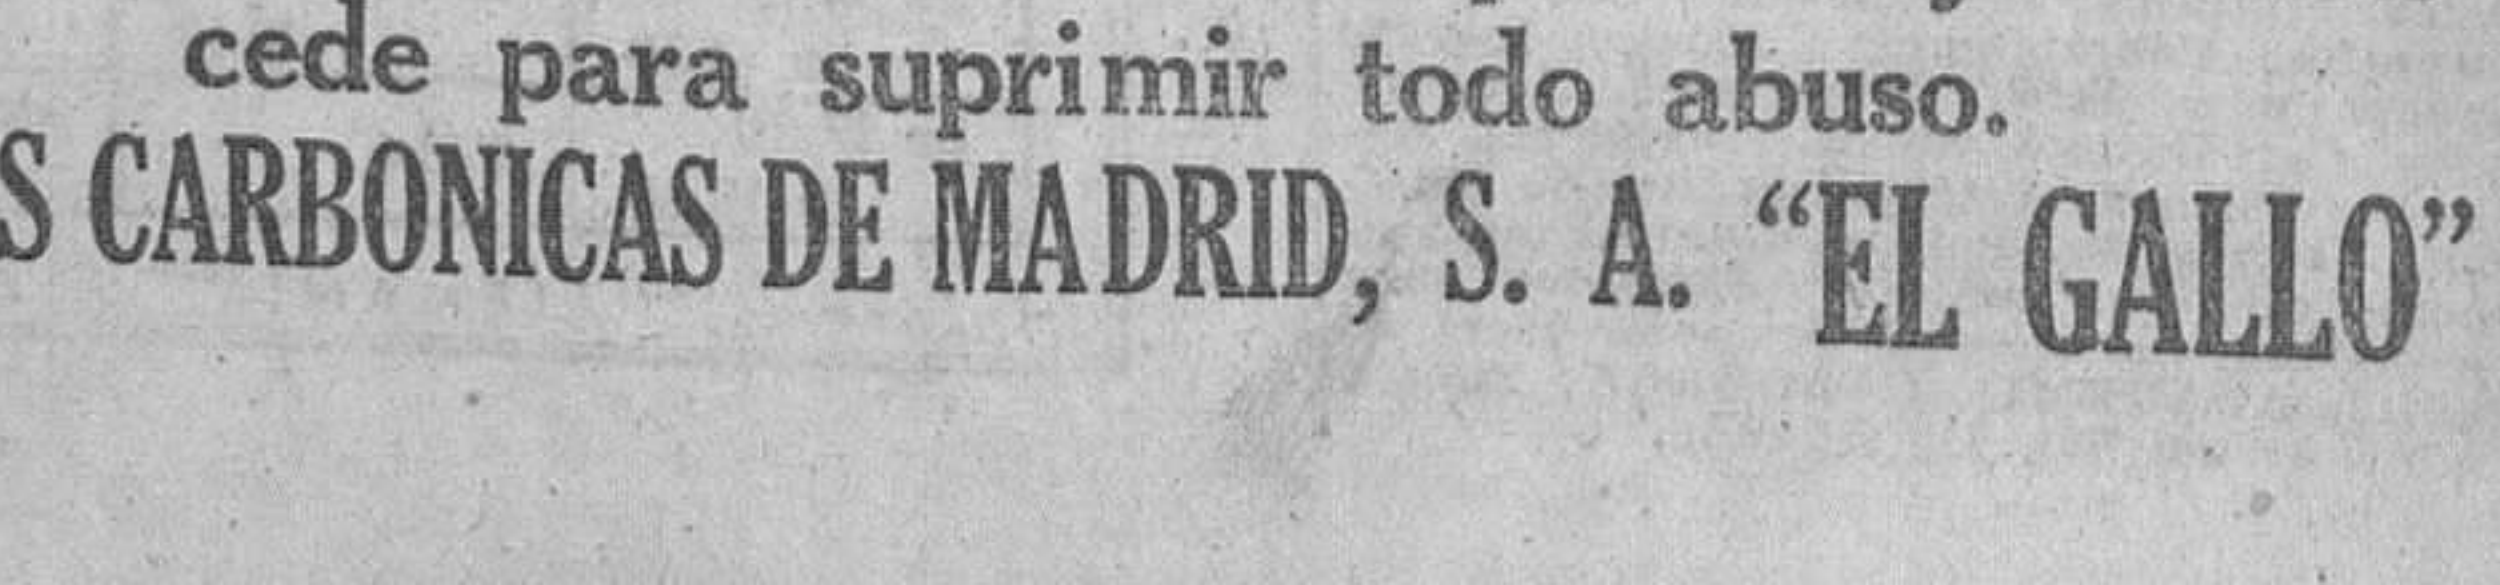 cede para suprimir todo abuso.
S CARBONICAS DE MADRID, S. A. “EL GALLO”